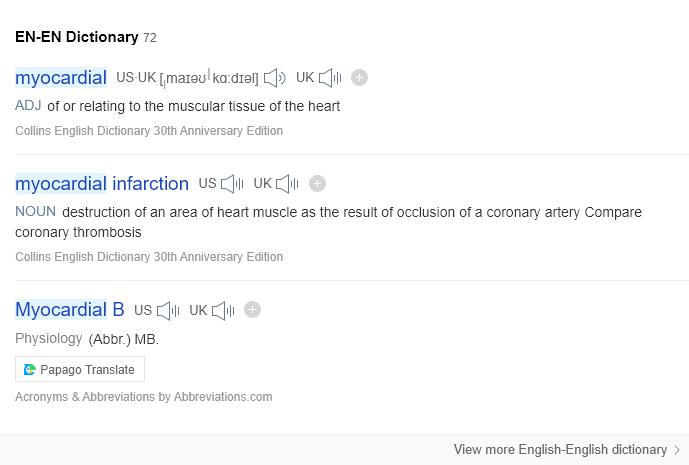 EN-EN Dictionary 72
myocardial US·UK [ˌmaɪəʊˈkɑːdɪəl] UK
ADJ of or relating to the muscular tissue of the heart
Collins English Dictionary 30th Anniversary Edition
myocardial infarction US UK
NOUN destruction of an area of heart muscle as the result of occlusion of a coronary artery Compare
coronary thrombosis
Collins English Dictionary 30th Anniversary Edition
Myocardial B US UK
Physiology (Abbr.) MB.
Papago Translate
Acronyms & Abbreviations by Abbreviations.com
View more English-English dictionary